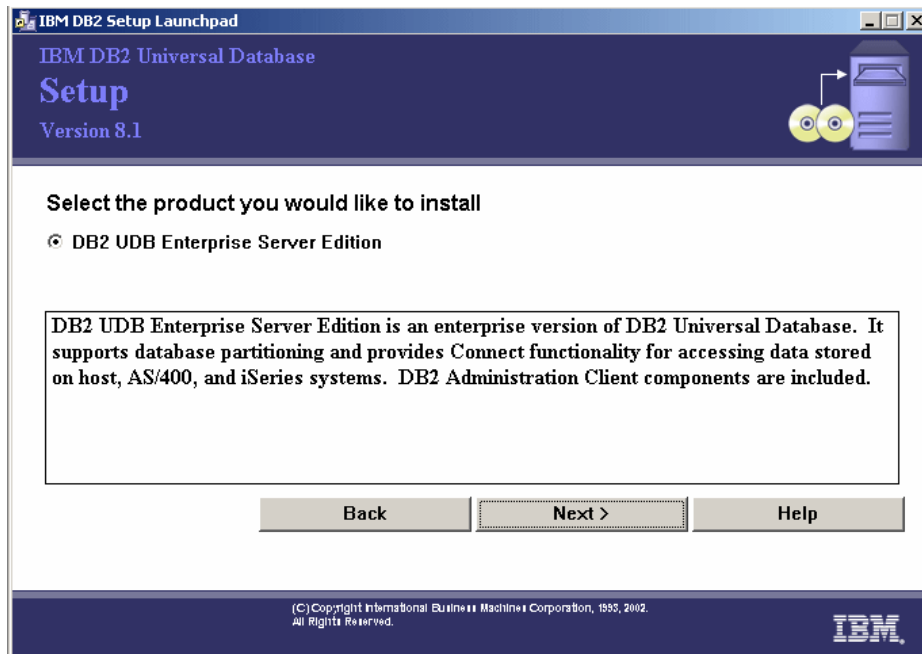 IBM DB2 Setup Launchpad
IBM DB2 Universal Database
Setup
Version 8.1
Select the product you would like to install
DB2 UDB Enterprise Server Edition
DB2 UDB Enterprise Server Edition is an enterprise version of DB2 Universal Database. It
supports database partitioning and provides Connect functionality for accessing data stored
on host, AS/400, and iSeries systems. DB2 Administration Client components are included.
Back
Next >
Help
(C) Copyright International Business Machines Corporation, 1993, 2002.
All Rights Reserved.
IBM.